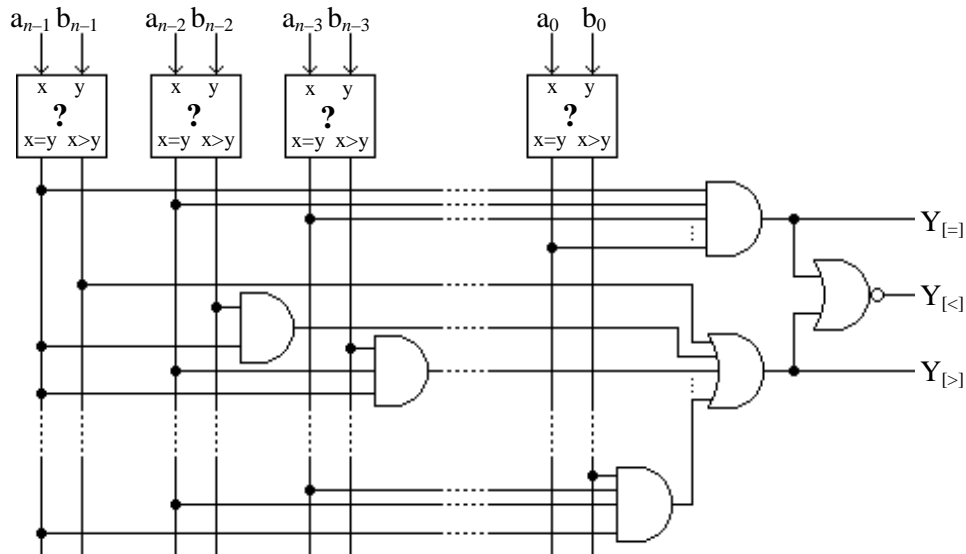 aₙ₋₁ bₙ₋₁ aₙ₋₂ bₙ₋₂ aₙ₋₃ bₙ₋₃ a₀ b₀
x y x y x y x y
? ? ? ?
x=y x>y x=y x>y x=y x>y x=y x>y
Y[=]
Y[<]
Y[>]